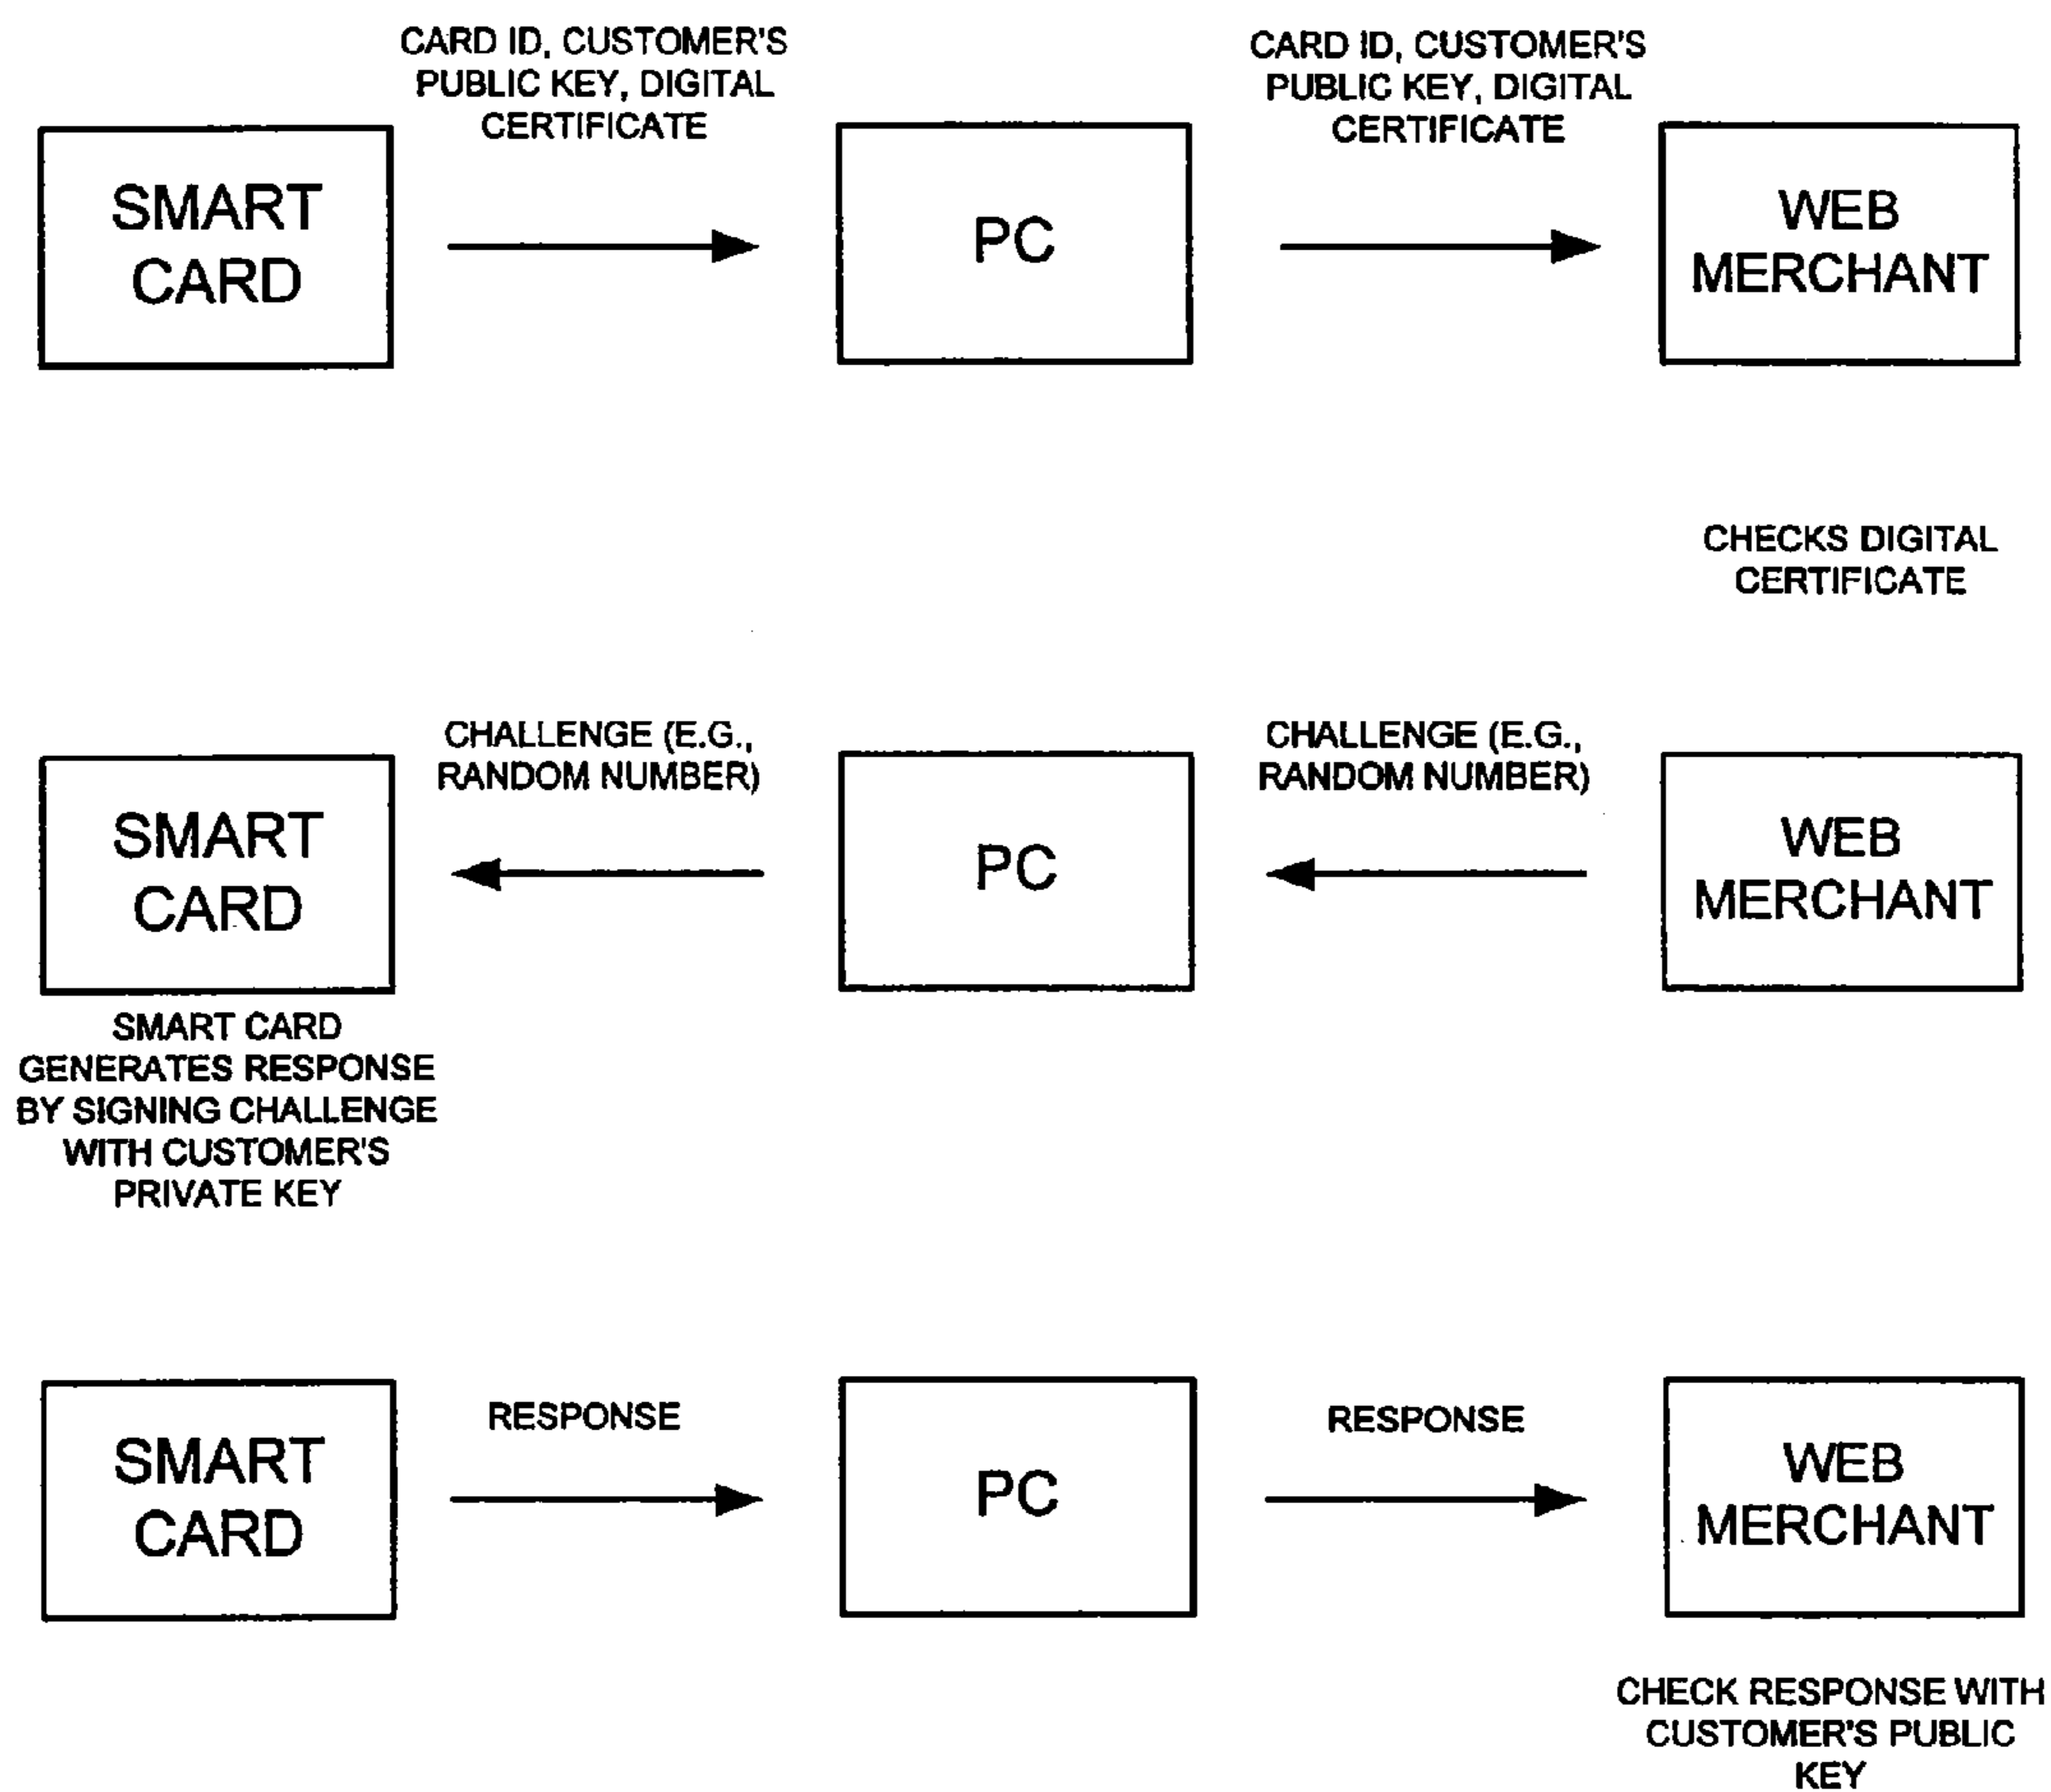 CARD ID, CUSTOMER'S
PUBLIC KEY, DIGITAL
CERTIFICATE
CARD ID, CUSTOMER'S
PUBLIC KEY, DIGITAL
CERTIFICATE
SMART
CARD
PC
WEB
MERCHANT
CHECKS DIGITAL
CERTIFICATE
CHALLENGE (E.G.,
RANDOM NUMBER)
CHALLENGE (E.G.,
RANDOM NUMBER)
SMART
CARD
PC
WEB
MERCHANT
SMART CARD
GENERATES RESPONSE
BY SIGNING CHALLENGE
WITH CUSTOMER'S
PRIVATE KEY
RESPONSE
RESPONSE
SMART
CARD
PC
WEB
MERCHANT
CHECK RESPONSE WITH
CUSTOMER'S PUBLIC
KEY